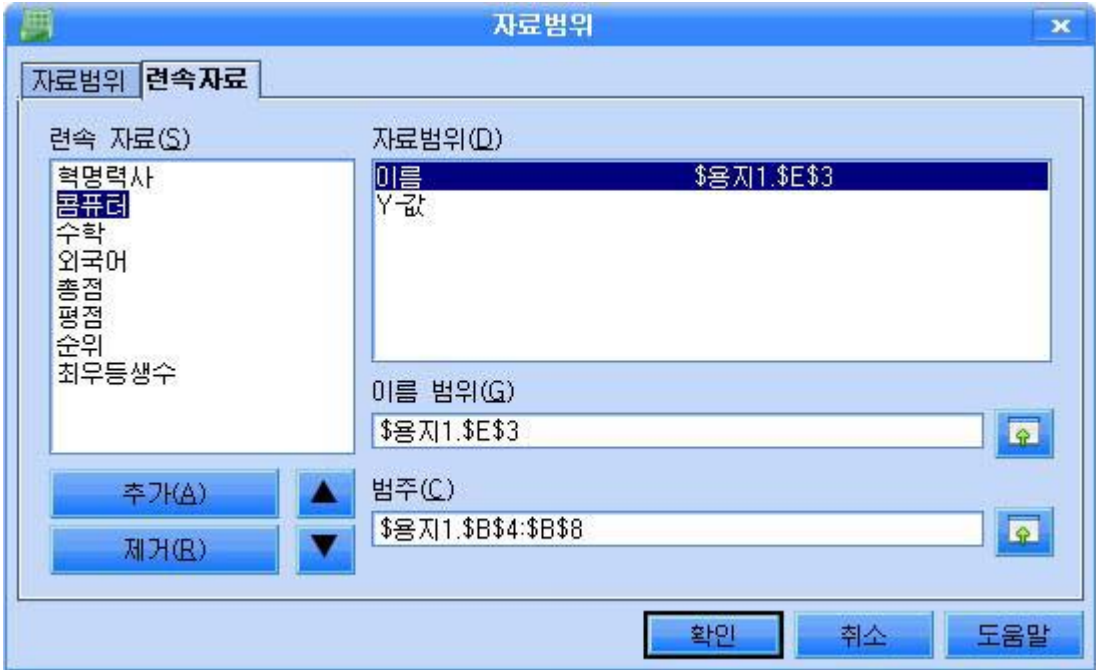 자료범위
자료범위 련속자료
련속 자료(S)
혁명력사
콤퓨터
수학
외국어
총점
평점
순위
최우등생수
추가(A)
제거(R)
자료범위(D)
이름 $용지1.$E$3
Y-값
이름 범위(G)
$용지1.$E$3
범주(C)
$용지1.$B$4:$B$8
확인 취소 도움말